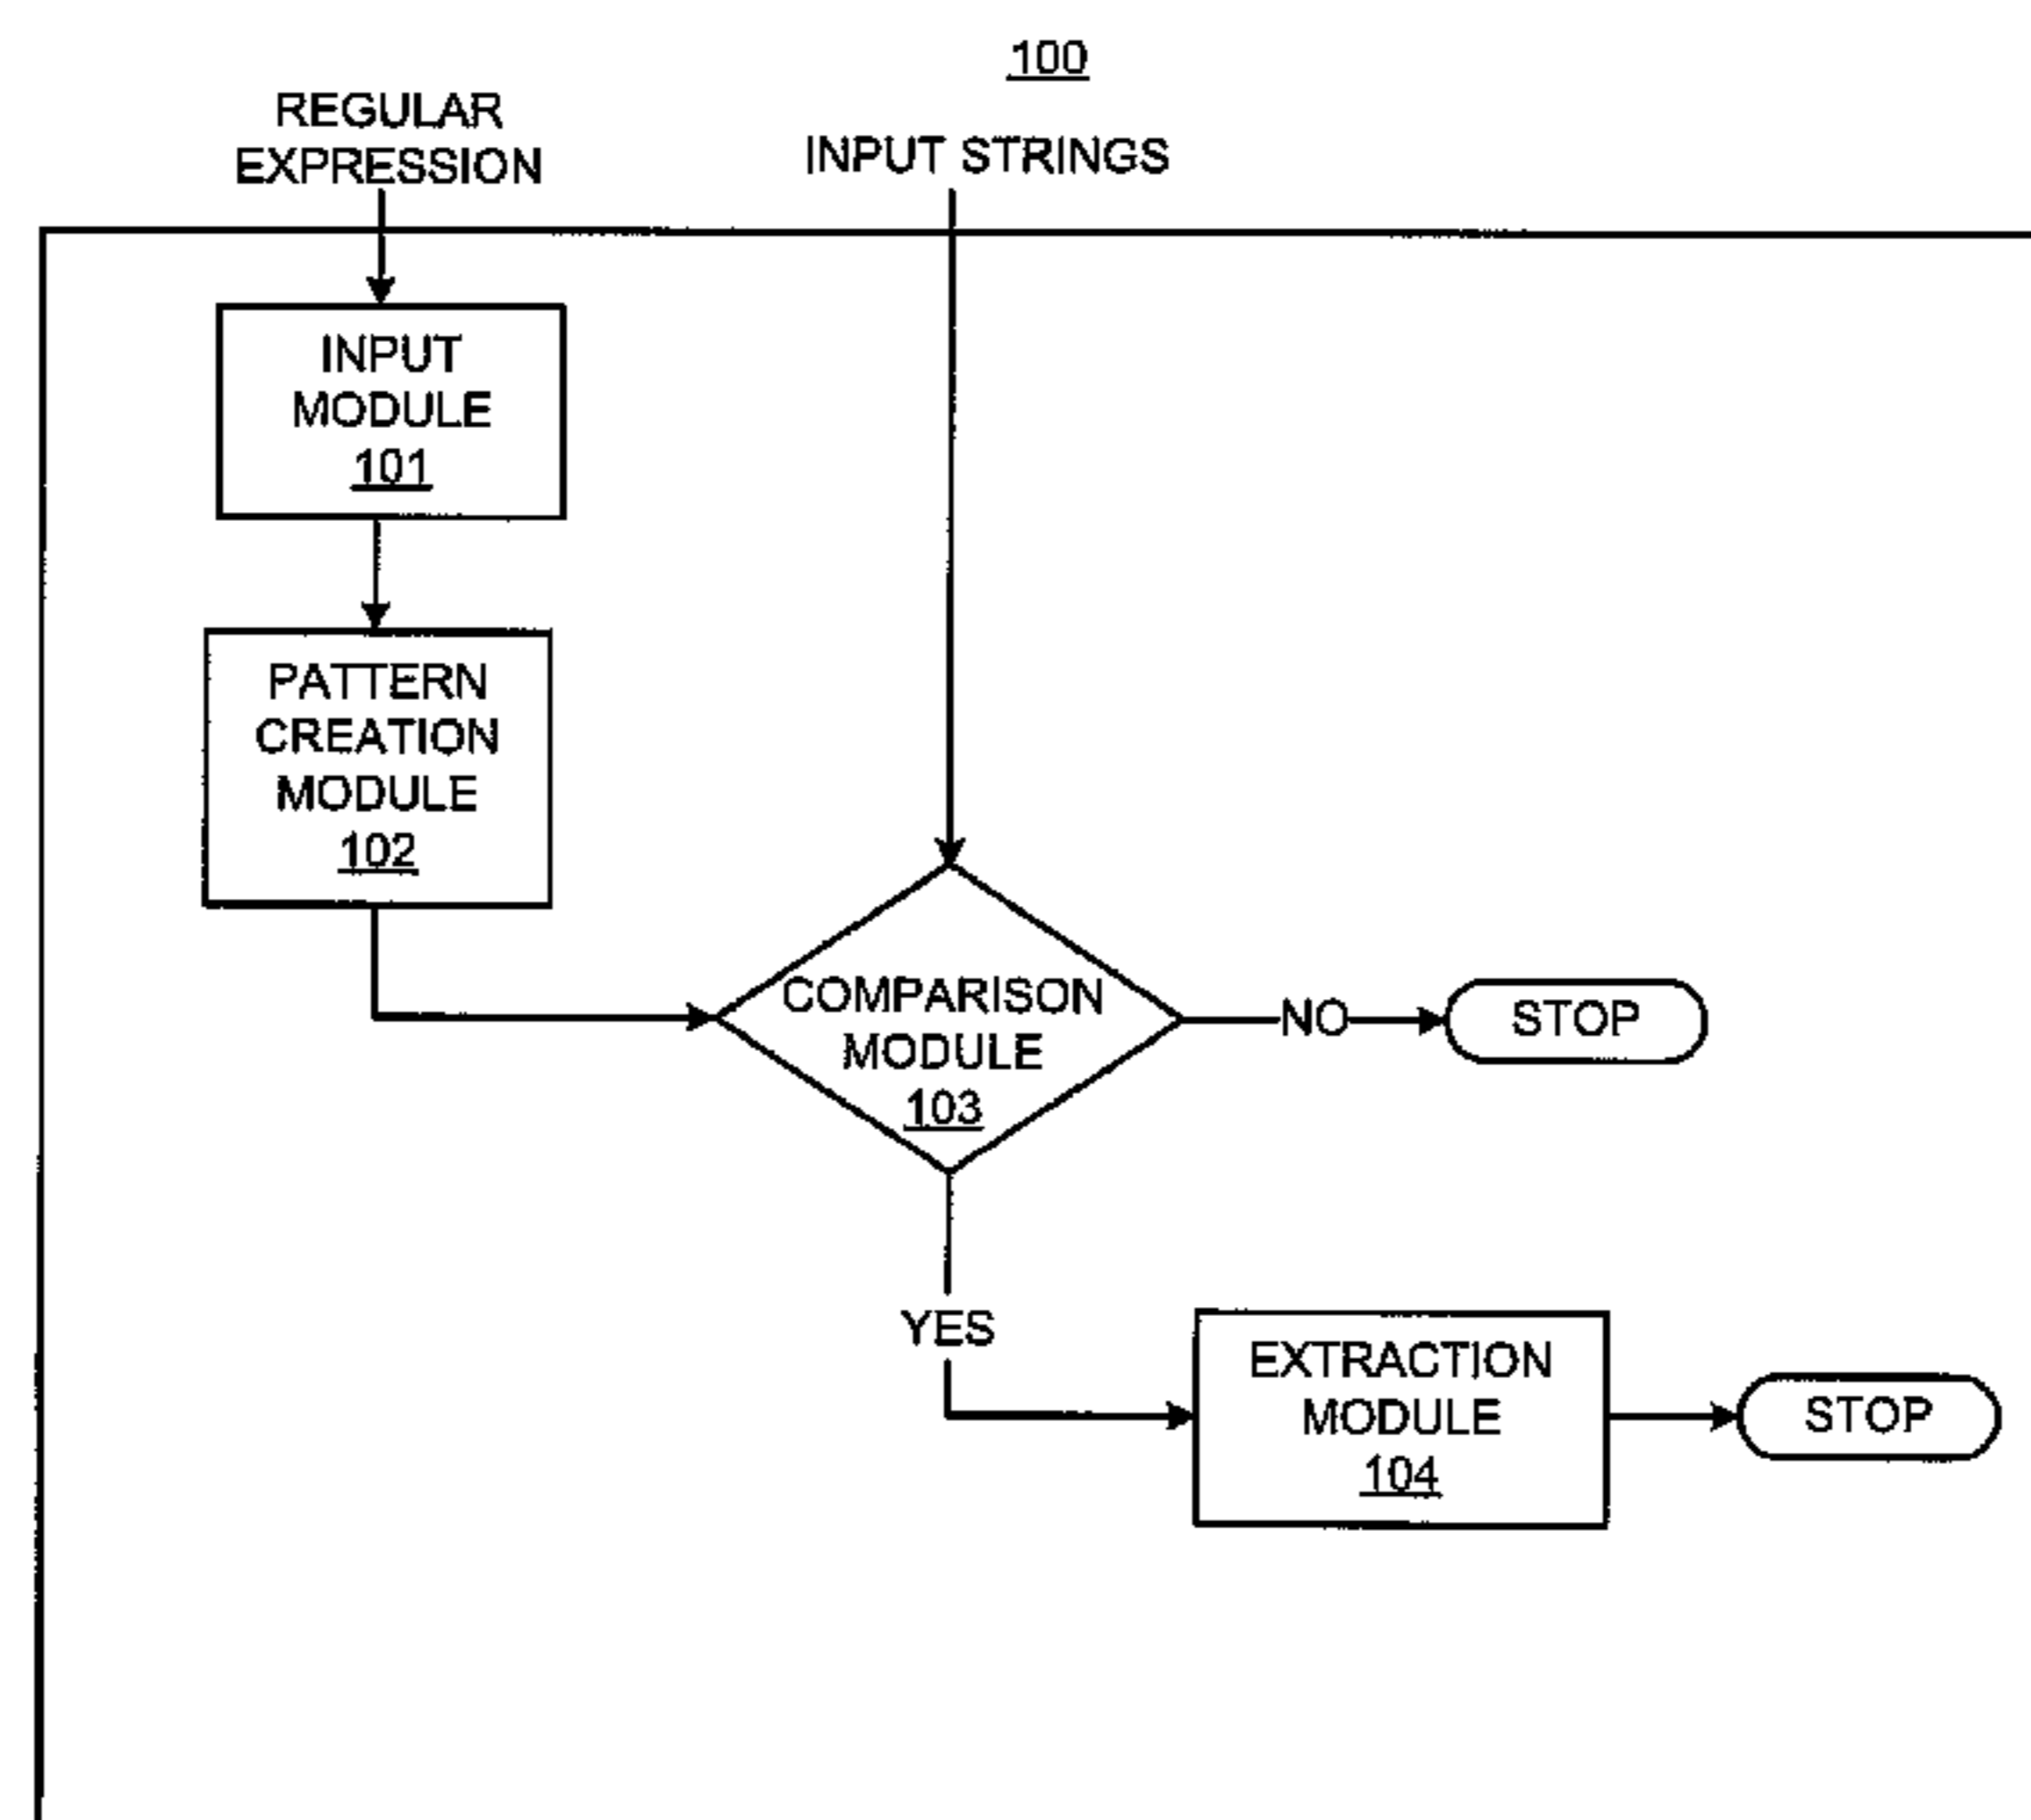 100
REGULAR
EXPRESSION
INPUT STRINGS
INPUT
MODULE
101
PATTERN
CREATION
MODULE
102
COMPARISON
MODULE
103
NO
STOP
YES
EXTRACTION
MODULE
104
STOP